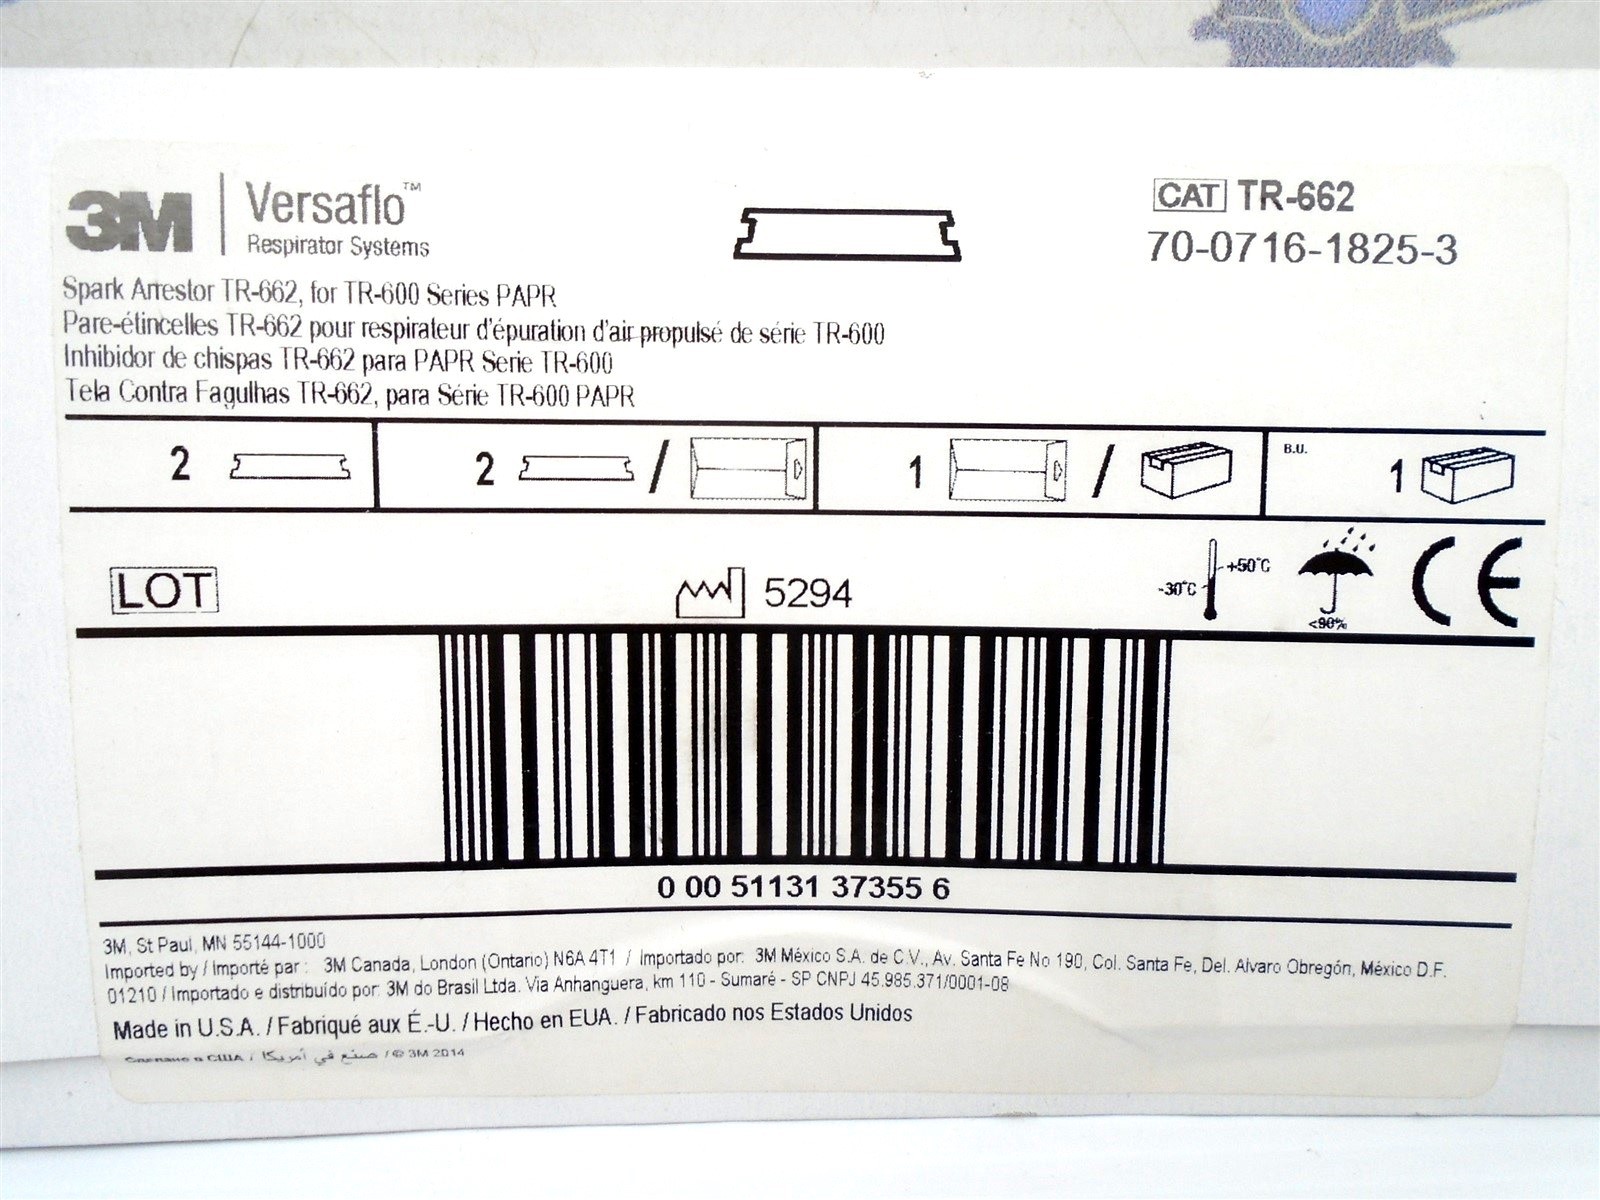 3M Versaflo™
Respirator Systems
CAT TR-662
70-0716-1825-3
Spark Arrestor TR-662, for TR-600 Series PAPR
Pare-étincelles TR-662 pour respirateur d'épuration d'air propulsé de série TR-600
Inhibidor de chispas TR-662 para PAPR Serie TR-600
Tela Contra Fagulhas TR-662, para Série TR-600 PAPR
2 2 / 1 / B.U. 1
LOT 5294 -30°C +50°C <90% CE
0 00 51131 37355 6
3M, St Paul, MN 55144-1000
Imported by / Importé par : 3M Canada, London (Ontario) N6A 4T1 / Importado por: 3M México S.A. de C.V., Av. Santa Fe No 190, Col. Santa Fe, Del. Alvaro Obregón, México D.F.
01210 / Importado e distribuido por: 3M do Brasil Ltda. Via Anhanguera, km 110 - Sumaré - SP CNPJ 45.985.371/0001-08
Made in U.S.A. / Fabriqué aux É.-U. / Hecho en EUA. / Fabricado nos Estados Unidos
Сделано в США / صنع في أمريكا / © 3M 2014